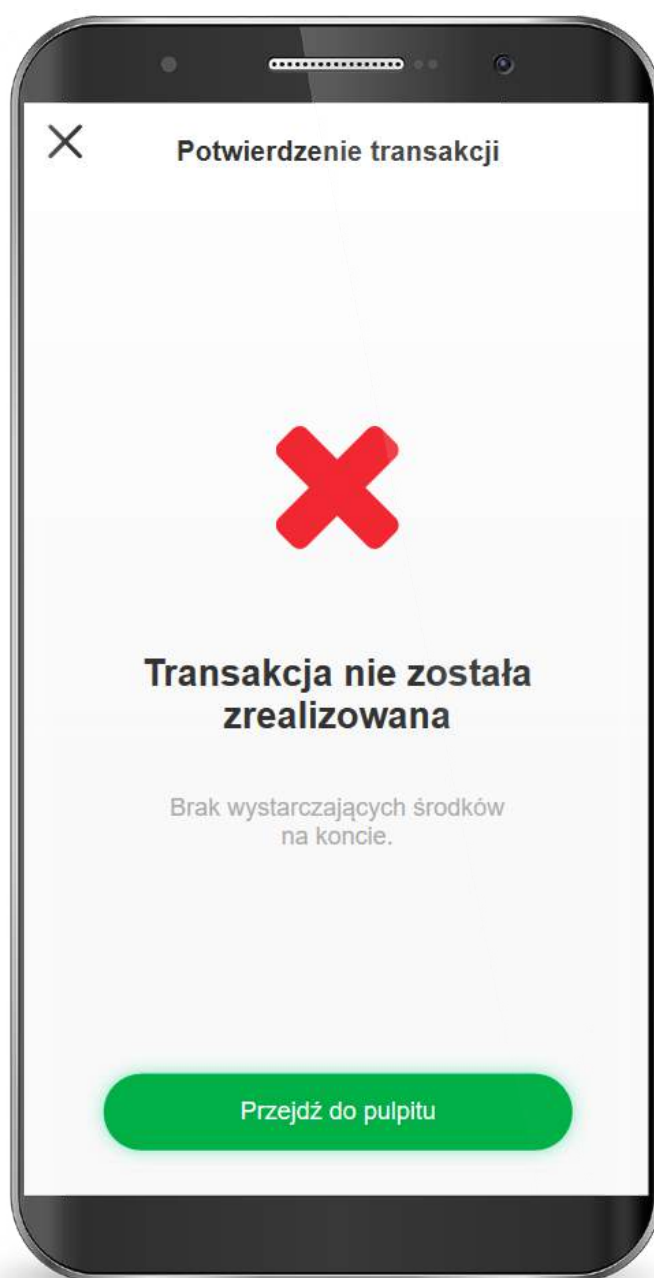 Potwierdzenie transakcji
Transakcja nie została
zrealizowana
Brak wystarczających środków
na koncie.
Przejdź do pulpitu